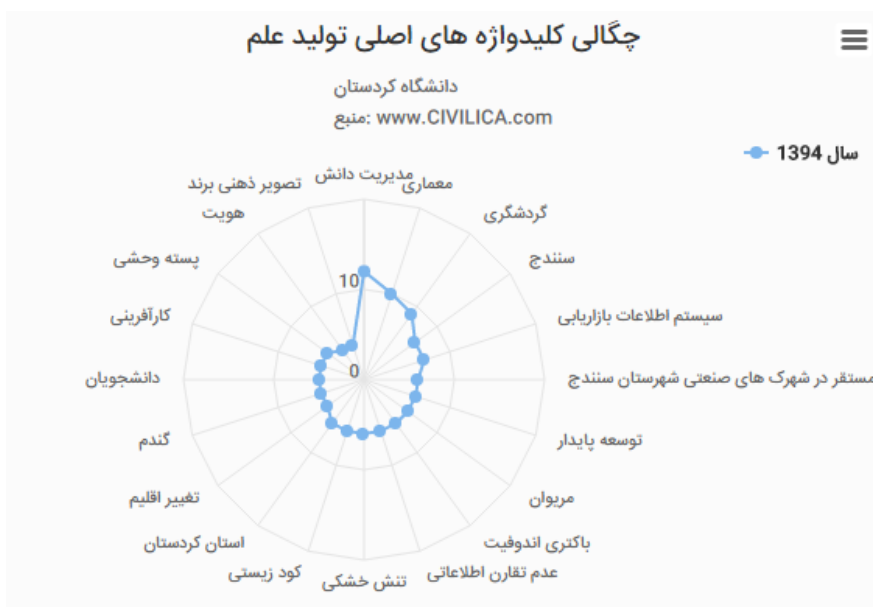 چگالی کلیدواژه های اصلی تولید علم
دانشگاه کردستان
منبع: www.CIVILICA.com
سال 1394
مدیریت دانش
معماری
گردشگری
سنندج
سیستم اطلاعات بازاریابی
مستقر در شهرک های صنعتی شهرستان سنندج
توسعه پایدار
مریوان
باکتری اندوفیت
عدم تقارن اطلاعاتی
تنش خشکی
کود زیستی
استان کردستان
تغییر اقلیم
گندم
دانشجویان
کارآفرینی
پسته وحشی
هویت
تصویر ذهنی برند
10
0